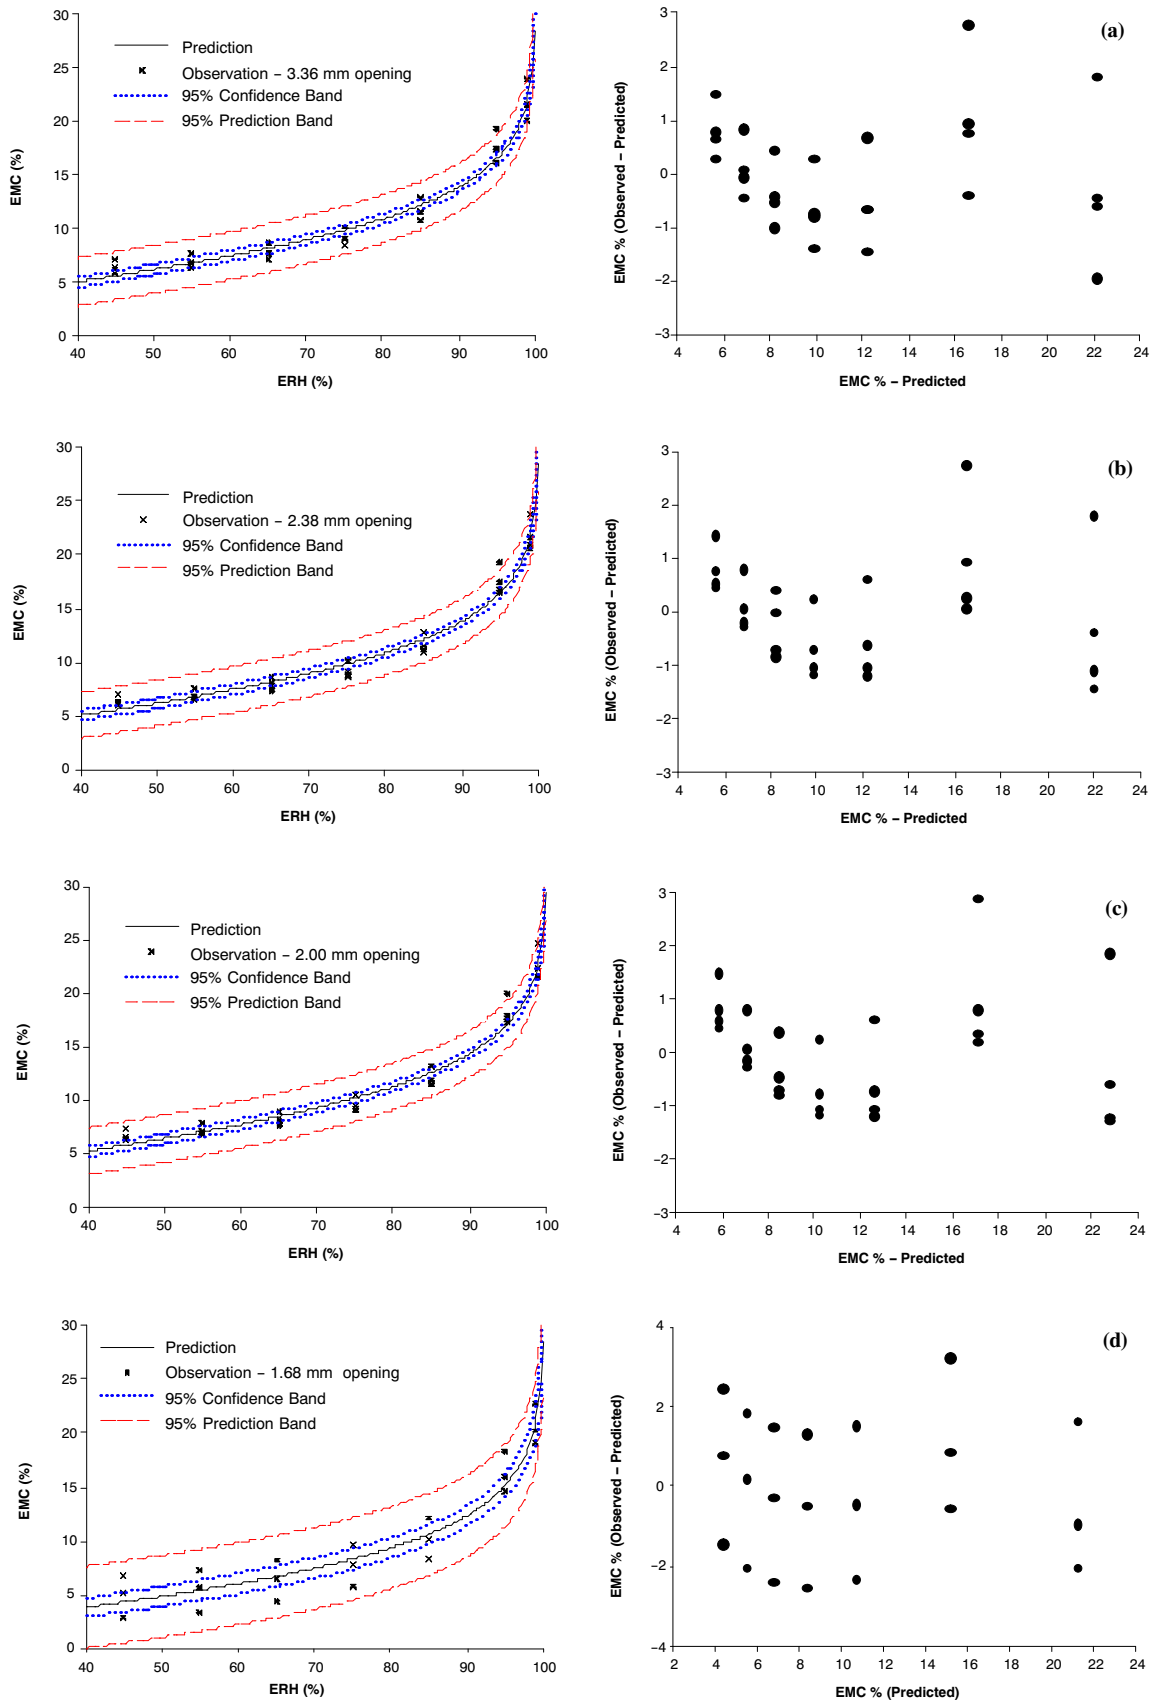 30
25
20
15
10
5
0
EMC (%)
Prediction
Observation – 3.36 mm opening
95% Confidence Band
95% Prediction Band
40 50 60 70 80 90 100
ERH (%)
(a)
3
2
1
0
−1
−2
−3
EMC % (Observed – Predicted)
4 6 8 10 12 14 16 18 20 22 24
EMC % – Predicted
30
25
20
15
10
5
0
EMC (%)
Prediction
Observation – 2.38 mm opening
95% Confidence Band
95% Prediction Band
40 50 60 70 80 90 100
ERH (%)
(b)
3
2
1
0
−1
−2
−3
EMC % (Observed – Predicted)
4 6 8 10 12 14 16 18 20 22 24
EMC % – Predicted
30
25
20
15
10
5
0
EMC (%)
Prediction
Observation – 2.00 mm opening
95% Confidence Band
95% Prediction Band
40 50 60 70 80 90 100
ERH (%)
(c)
3
2
1
0
−1
−2
−3
EMC % (Observed – Predicted)
4 6 8 10 12 14 16 18 20 22 24
EMC % – Predicted
30
25
20
15
10
5
0
EMC (%)
Prediction
Observation – 1.68 mm opening
95% Confidence Band
95% Prediction Band
40 50 60 70 80 90 100
ERH (%)
(d)
4
2
0
−2
−4
EMC % (Observed – Predicted)
2 4 6 8 10 12 14 16 18 20 22 24
EMC % (Predicted)